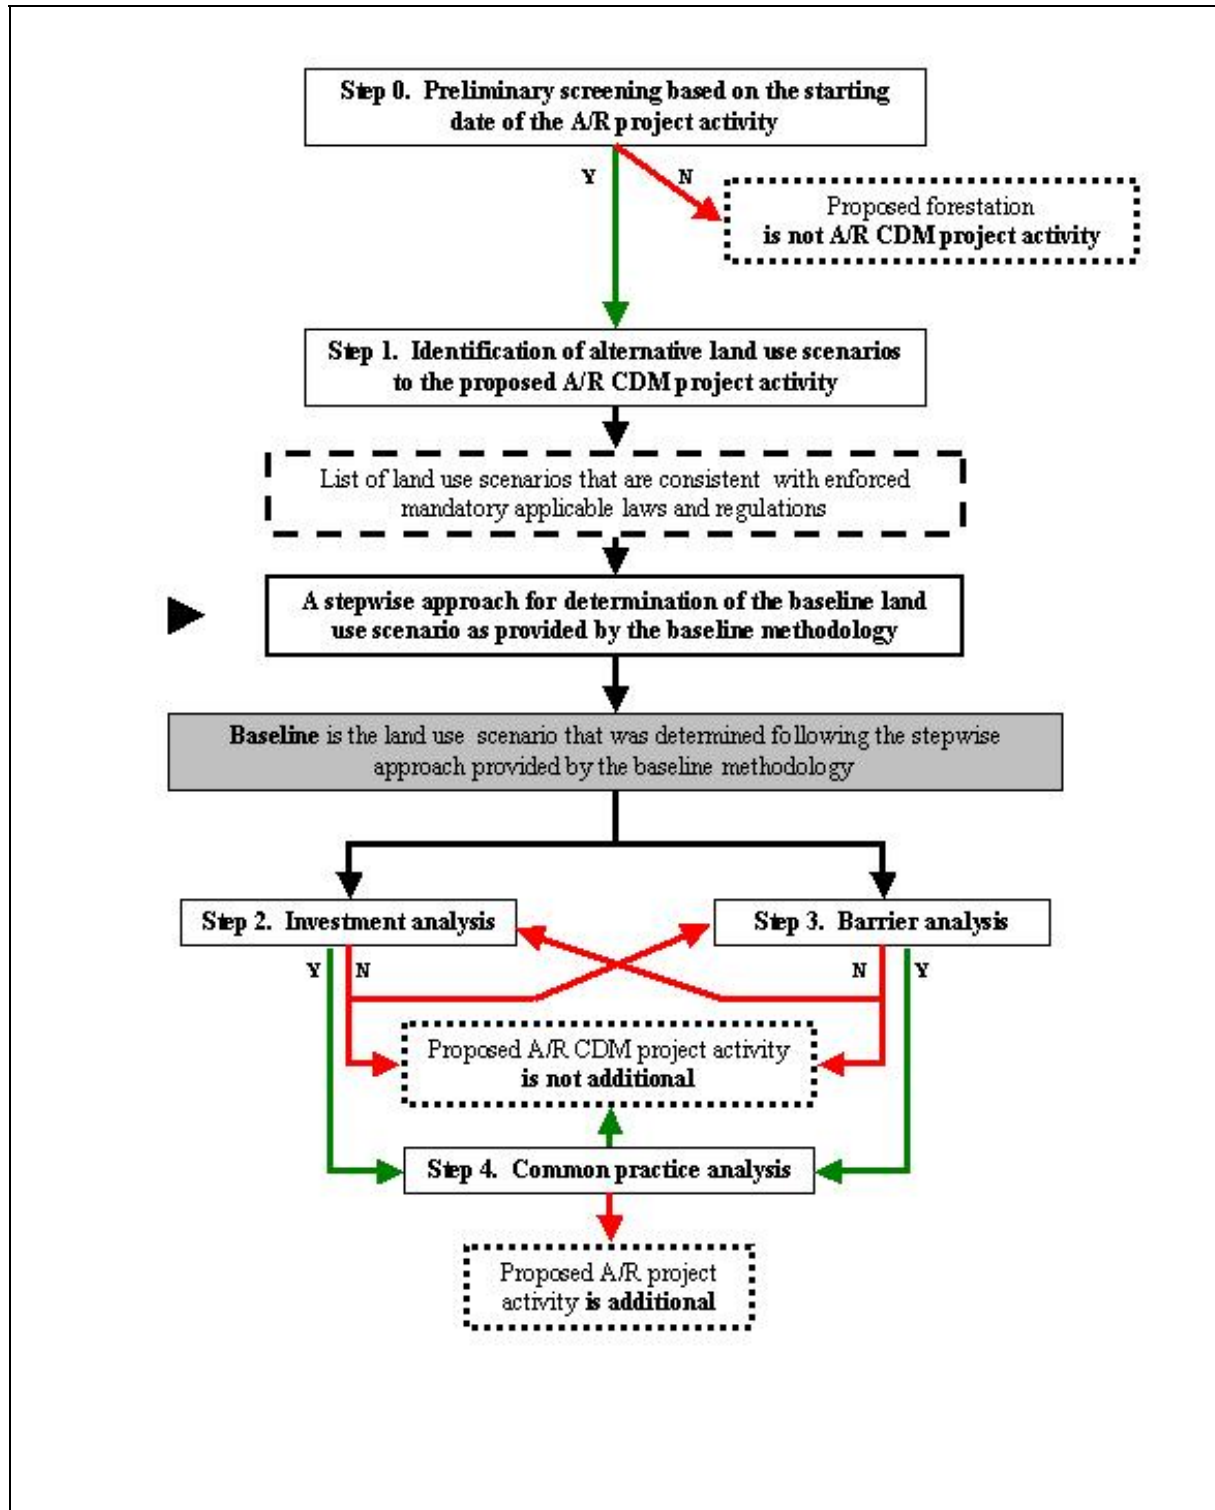 Step 0. Preliminary screening based on the starting
date of the A/R project activity
Y
N
Proposed forestation
is not A/R CDM project activity
Step 1. Identification of alternative land use scenarios
to the proposed A/R CDM project activity
List of land use scenarios that are consistent with enforced
mandatory applicable laws and regulations
A stepwise approach for determination of the baseline land
use scenario as provided by the baseline methodology
Baseline is the land use scenario that was determined following the stepwise
approach provided by the baseline methodology
Step 2. Investment analysis
Step 3. Barrier analysis
Y
N
N
Y
Proposed A/R CDM project activity
is not additional
Step 4. Common practice analysis
Proposed A/R project
activity is additional